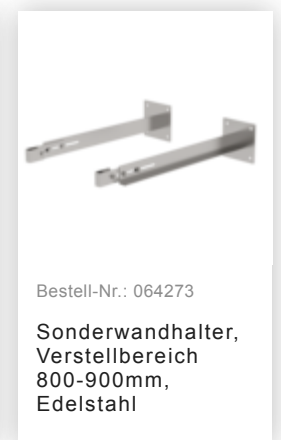 Bestell-Nr.: 064273
Sonderwandhalter,
Verstellbereich
800-900mm,
Edelstahl